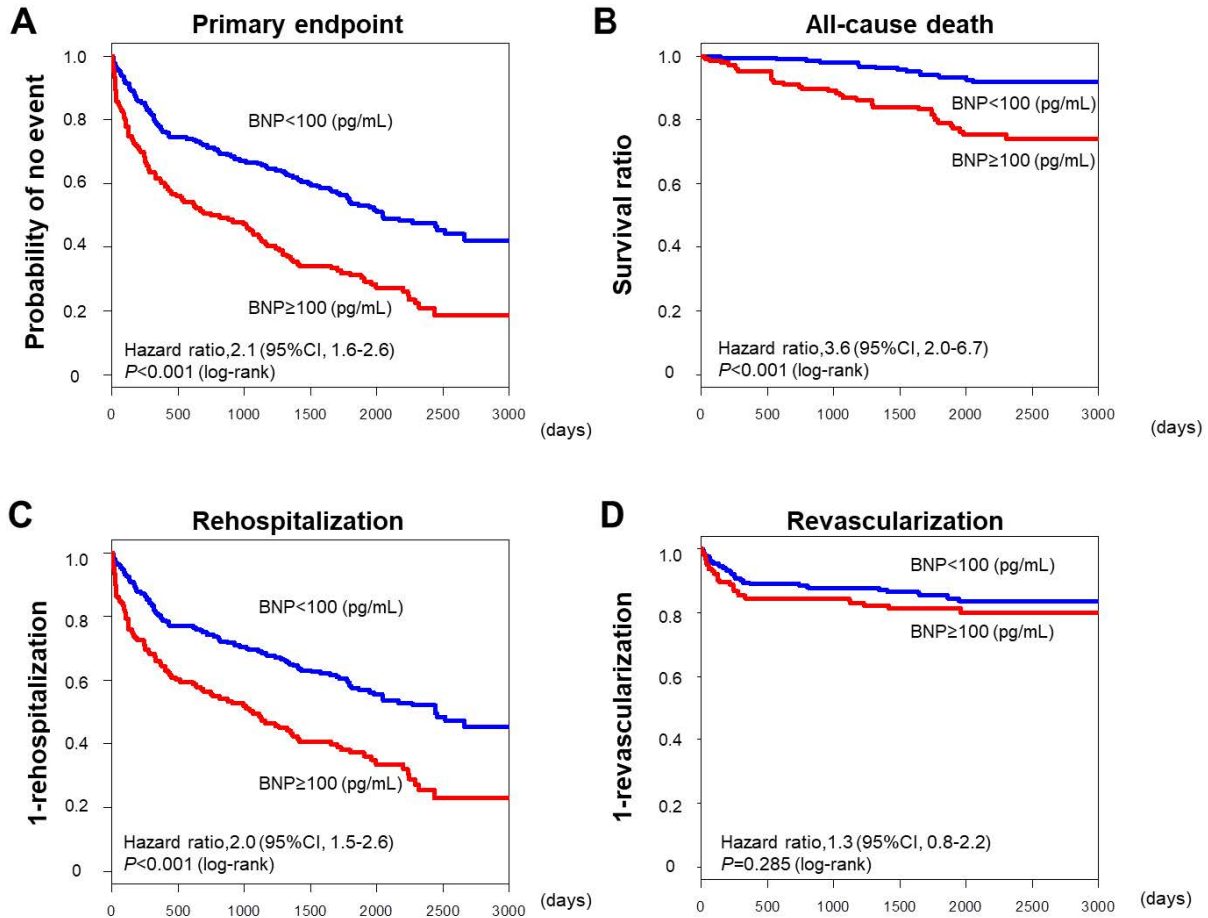 A
Primary endpoint
Probability of no event
1.0
0.8
0.6
0.4
0.2
0
BNP<100 (pg/mL)
BNP≥100 (pg/mL)
Hazard ratio,2.1 (95%CI, 1.6-2.6)
P<0.001 (log-rank)
0 500 1000 1500 2000 2500 3000
(days)
B
All-cause death
Survival ratio
1.0
0.8
0.6
0.4
0.2
0
BNP<100 (pg/mL)
BNP≥100 (pg/mL)
Hazard ratio,3.6 (95%CI, 2.0-6.7)
P<0.001 (log-rank)
0 500 1000 1500 2000 2500 3000
(days)
C
Rehospitalization
1-rehospitalization
1.0
0.8
0.6
0.4
0.2
0
BNP<100 (pg/mL)
BNP≥100 (pg/mL)
Hazard ratio,2.0 (95%CI, 1.5-2.6)
P<0.001 (log-rank)
0 500 1000 1500 2000 2500 3000
(days)
D
Revascularization
1-revascularization
1.0
0.8
0.6
0.4
0.2
0
BNP<100 (pg/mL)
BNP≥100 (pg/mL)
Hazard ratio,1.3 (95%CI, 0.8-2.2)
P=0.285 (log-rank)
0 500 1000 1500 2000 2500 3000
(days)